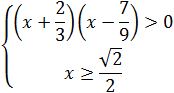 (x + 2/3)(x − 7/9) > 0
x ≥ √2/2